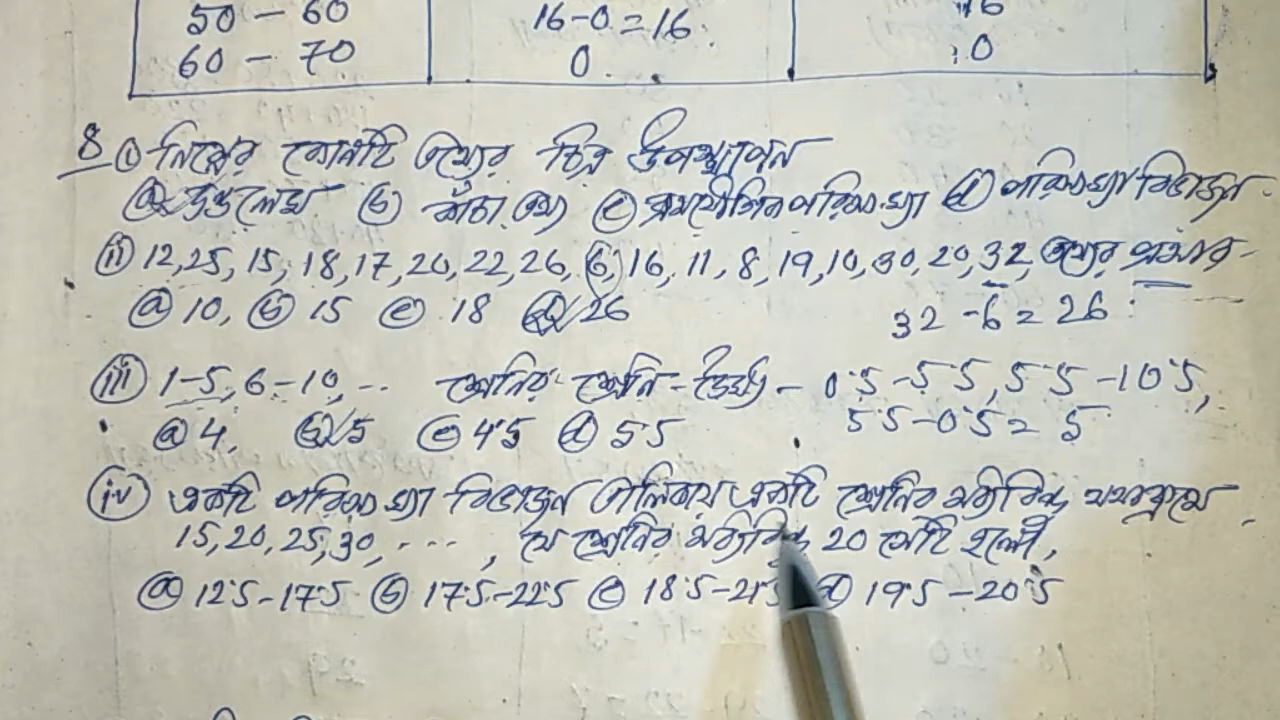 50 - 60 16-0=16. 16
60 - 70 0. 0
8 (i) নিম্নের কোনটি তথ্যের চিত্র উপস্থাপন
(a) স্তম্ভলেখ (b) কাঁচা তথ্য (c) ক্রমযৌগিক পরিসংখ্যা (d) পরিসংখ্যা বিভাজন -
(ii) 12,25, 15, 18,17,20,22,26,6,16, 11, 8, 19,10,30,20,32, তথ্যের প্রসার -
(a) 10, (b) 15 (c) 18 (d) 26 32 -6 = 26
(iii) 1-5, 6-10, ... শ্রেণির শ্রেণি-দৈর্ঘ্য - 0.5-5.5, 5.5-10.5,
(a) 4, (b) 5 (c) 4.5 (d) 5.5 5.5-0.5 = 5
(iv) একটি পরিসংখ্যা বিভাজন তালিকায় একটি শ্রেণির মধ্যবিন্দু যথাক্রমে
15,20,25,30, ...., যে শ্রেণির মধ্যবিন্দু 20 সেটি হলো,
(a) 12.5-17.5 (b) 17.5-22.5 (c) 18.5-21.5 (d) 19.5-20.5